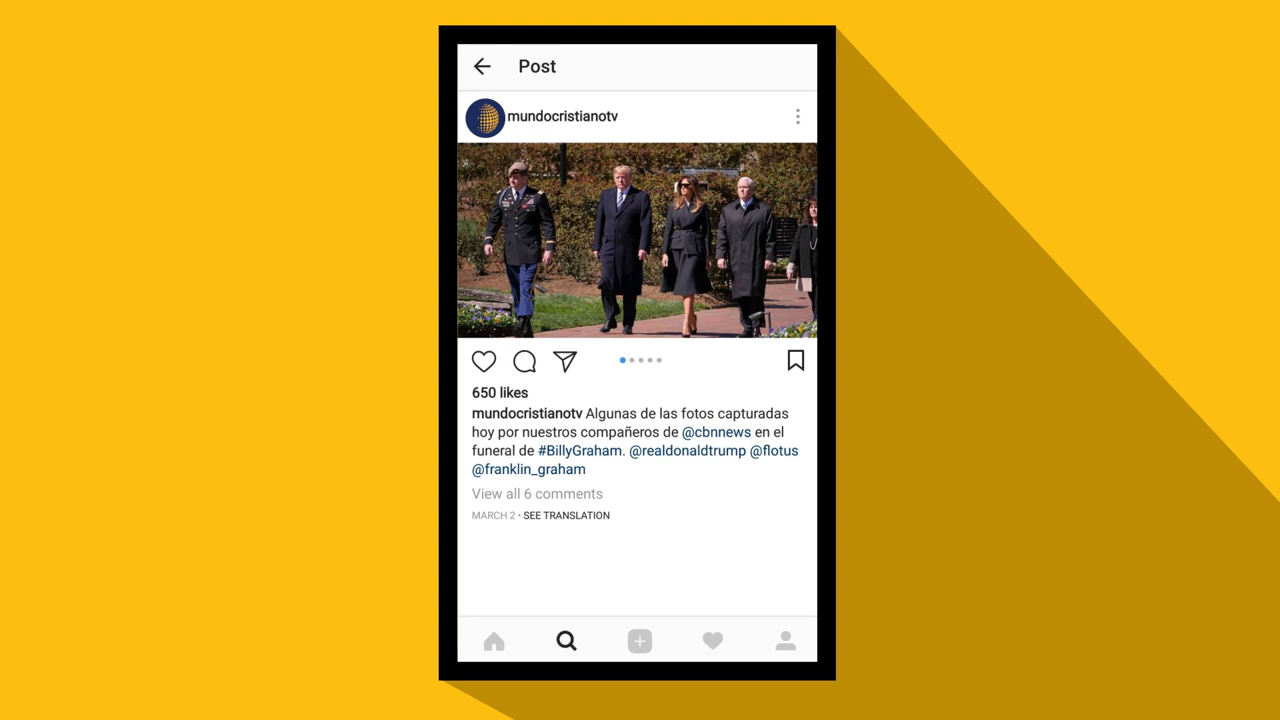 Post
mundocristianotv
650 likes
mundocristianotv Algunas de las fotos capturadas
hoy por nuestros compañeros de @cbnnews en el
funeral de #BillyGraham. @realdonaldtrump @flotus
@franklin_graham
View all 6 comments
MARCH 2 • SEE TRANSLATION